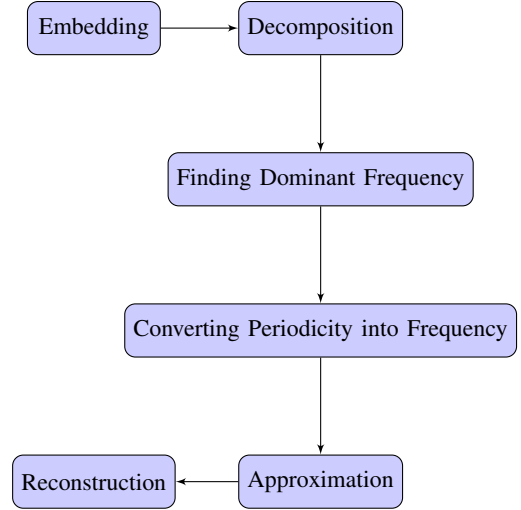 Embedding
Decomposition
Finding Dominant Frequency
Converting Periodicity into Frequency
Reconstruction
Approximation